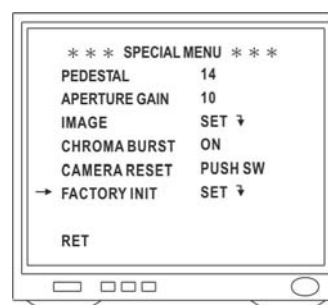 ＊＊＊ SPECIAL MENU ＊＊＊
PEDESTAL 14
APERTURE GAIN 10
IMAGE SET ↴
CHROMA BURST ON
CAMERA RESET PUSH SW
→ FACTORY INIT SET ↴
RET